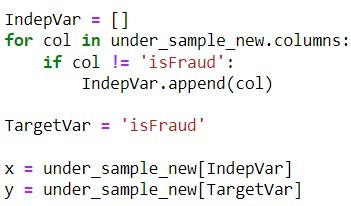 IndepVar = []
for col in under_sample_new.columns:
    if col != 'isFraud':
        IndepVar.append(col)

TargetVar = 'isFraud'

x = under_sample_new[IndepVar]
y = under_sample_new[TargetVar]